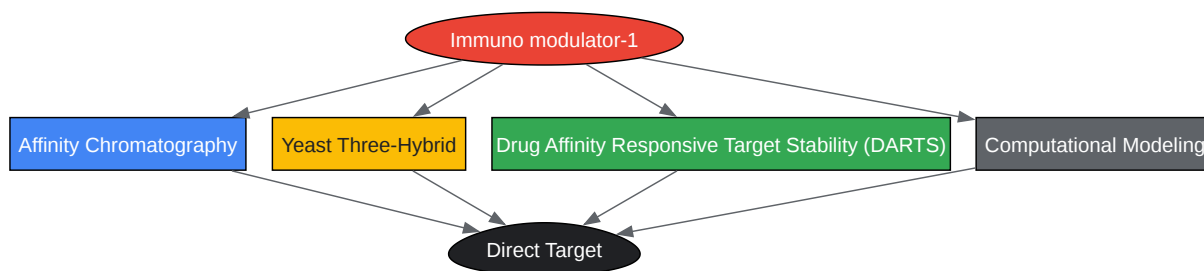 Immuno modulator-1
Affinity Chromatography
Yeast Three-Hybrid
Drug Affinity Responsive Target Stability (DARTS)
Computational Modeling
Direct Target